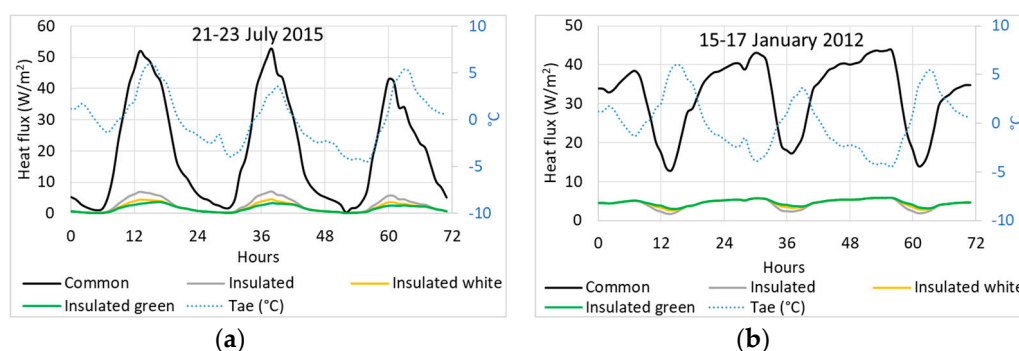 21-23 July 2015
Heat flux (W/m²)
60
50
40
30
20
10
0
10
5
0
-5
-10
°C
0 12 24 36 48 60 72
Hours
Common Insulated Insulated white
Insulated green Tae (°C)
(a)
15-17 January 2012
Heat flux (W/m²)
50
40
30
20
10
0
10
5
0
-5
-10
°C
0 12 24 36 48 60 72
Hours
Common Insulated Insulated white
Insulated green Tae (°C)
(b)